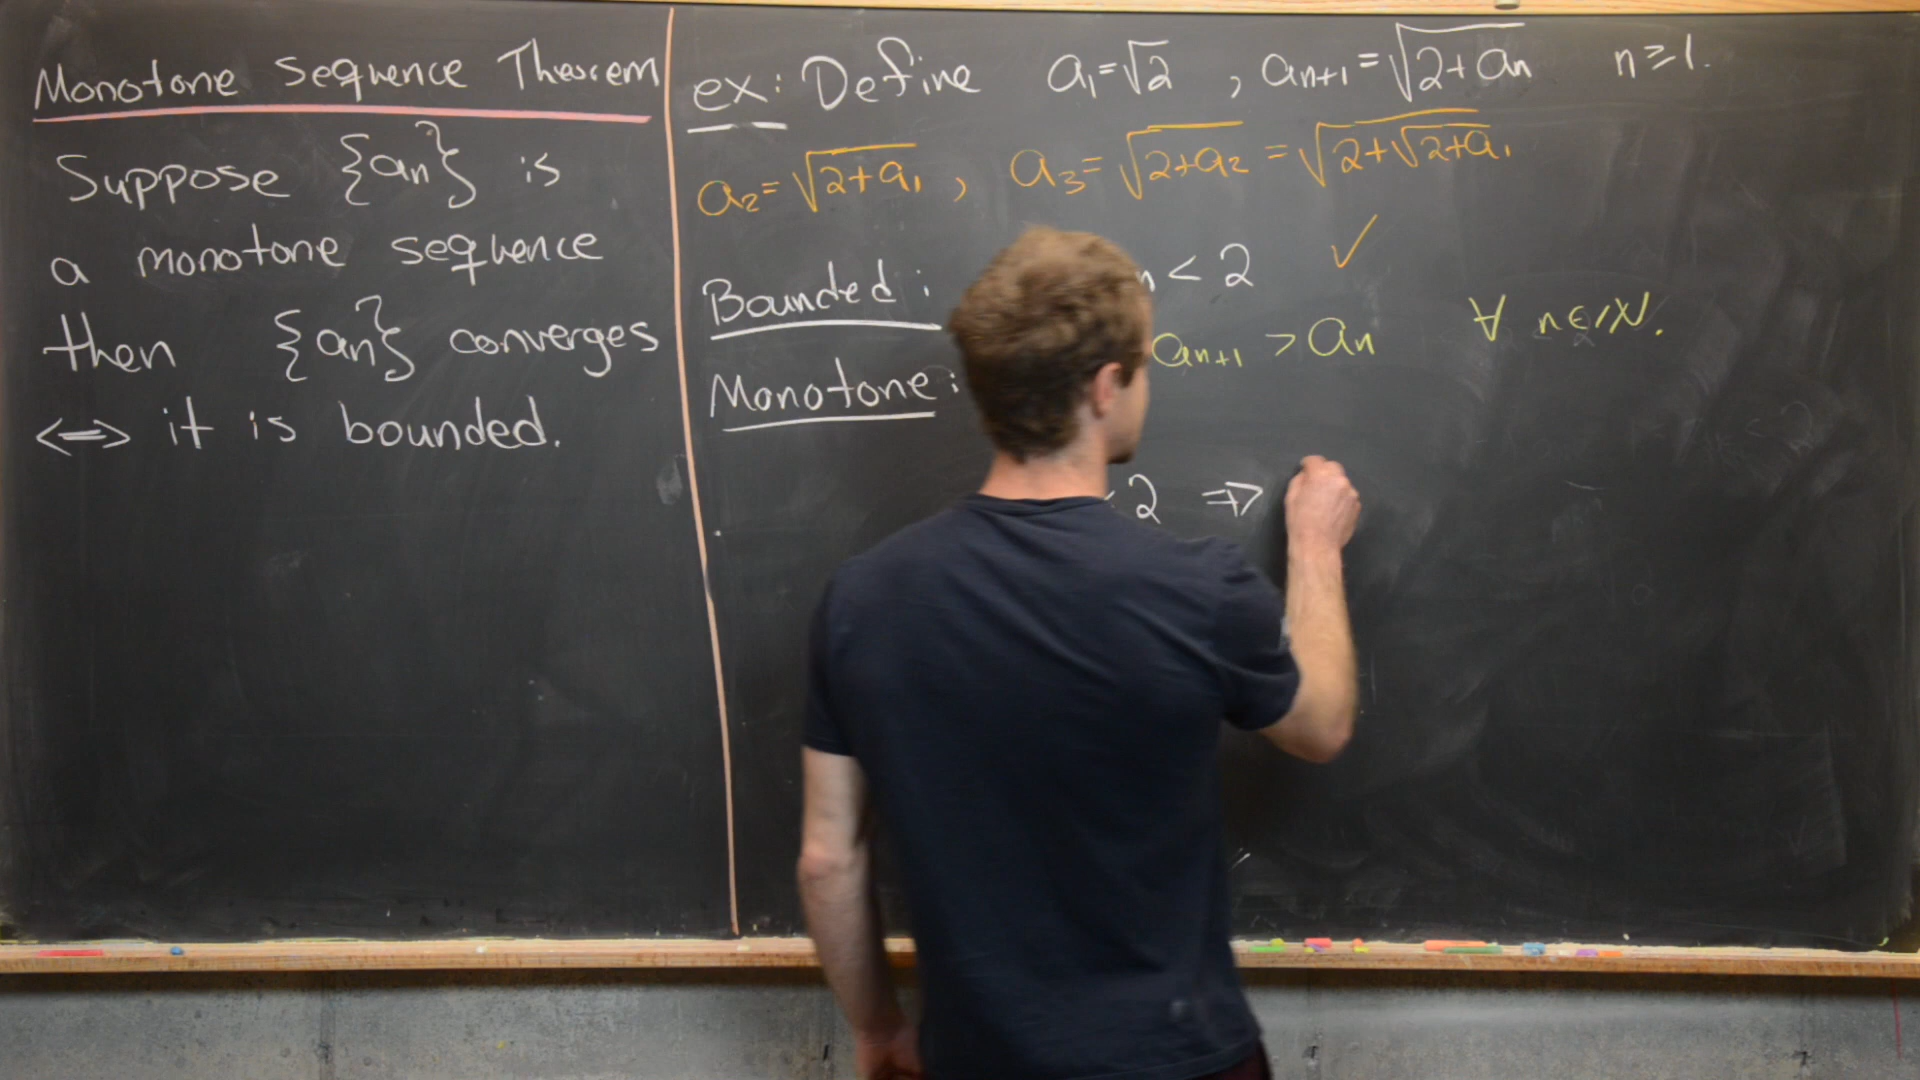 Monotone Sequence Theorem
Suppose {an} is
a monotone sequence
then {an} converges
<=> it is bounded.
ex: Define a₁=√2 , aₙ₊₁=√(2+aₙ) n≥1.
a₂=√(2+a₁) , a₃=√(2+a₂) = √(2+√(2+a₁))
Bounded: n < 2 ✓
Monotone: aₙ₊₁ > aₙ ∀ n∈ℕ.
< 2 ⇒